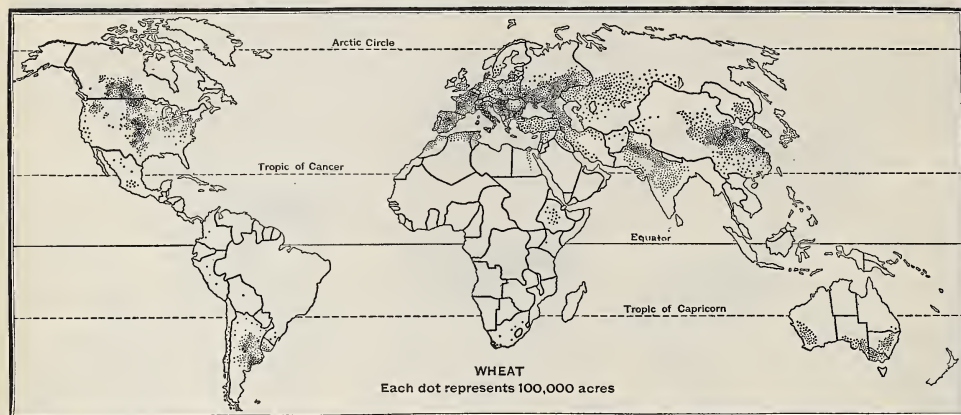 Arctic Circle
Tropic of Cancer
Equator
Tropic of Capricorn
WHEAT
Each dot represents 100,000 acres